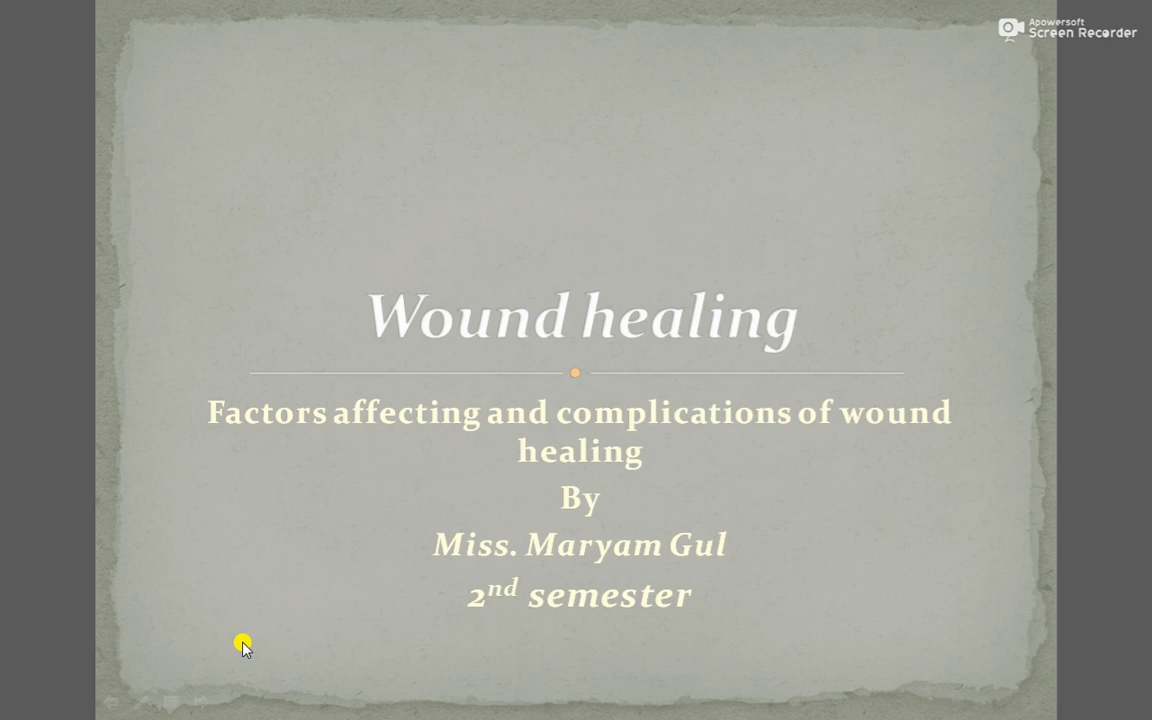 Apowersoft
Screen Recorder
Wound healing
Factors affecting and complications of wound
healing
By
Miss. Maryam Gul
2nd semester